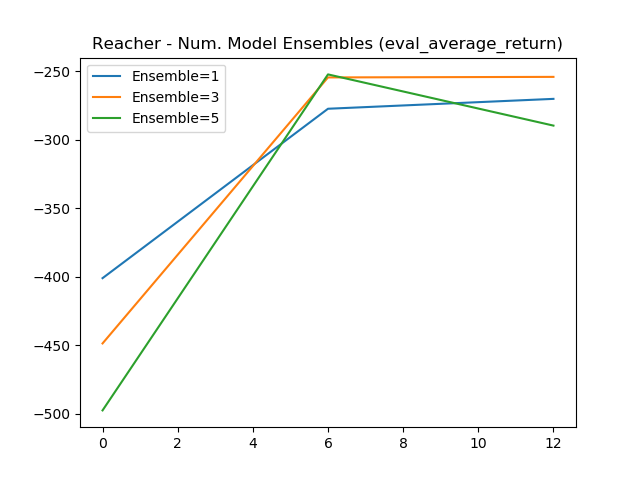 Reacher - Num. Model Ensembles (eval_average_return)
Ensemble=1
Ensemble=3
Ensemble=5
−250
−300
−350
−400
−450
−500
0 2 4 6 8 10 12